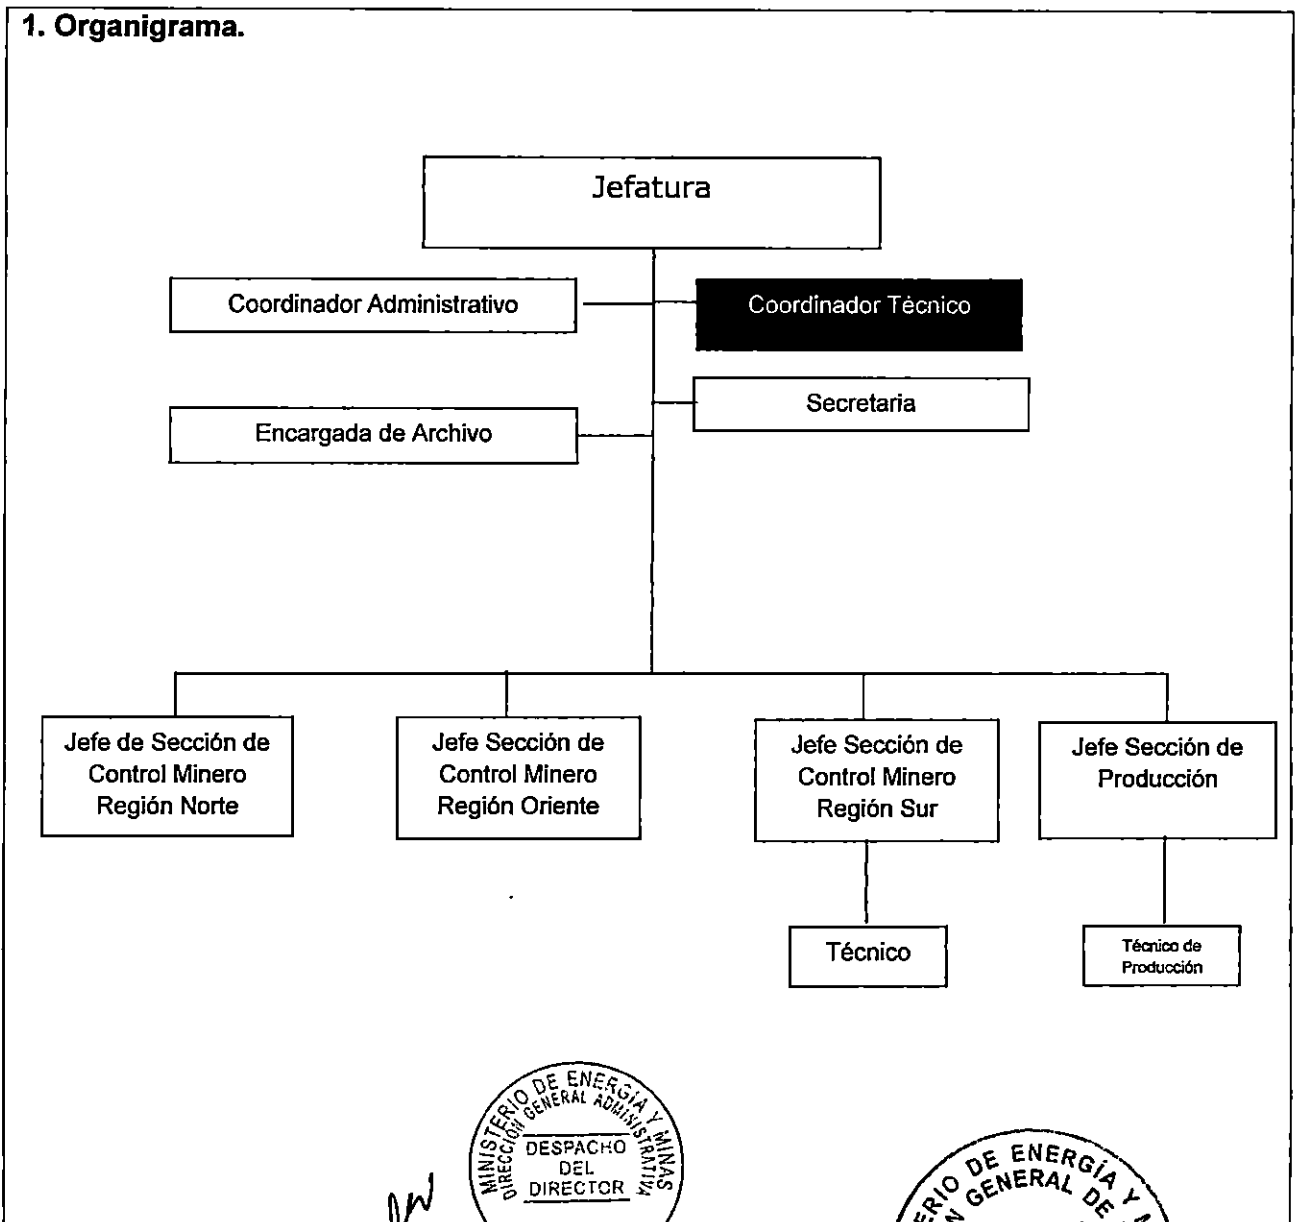 1. Organigrama.
Jefatura
Coordinador Administrativo
Coordinador Técnico
Secretaria
Encargada de Archivo
Jefe de Sección de
Control Minero
Región Norte
Jefe Sección de
Control Minero
Región Oriente
Jefe Sección de
Control Minero
Región Sur
Jefe Sección de
Producción
Técnico
Técnico de
Producción
MINISTERIO DE ENERGÍA Y MINAS
DIRECCIÓN GENERAL ADMINISTRATIVA
DESPACHO
DEL
DIRECTOR
DE ENERGÍA Y
GENERAL DE